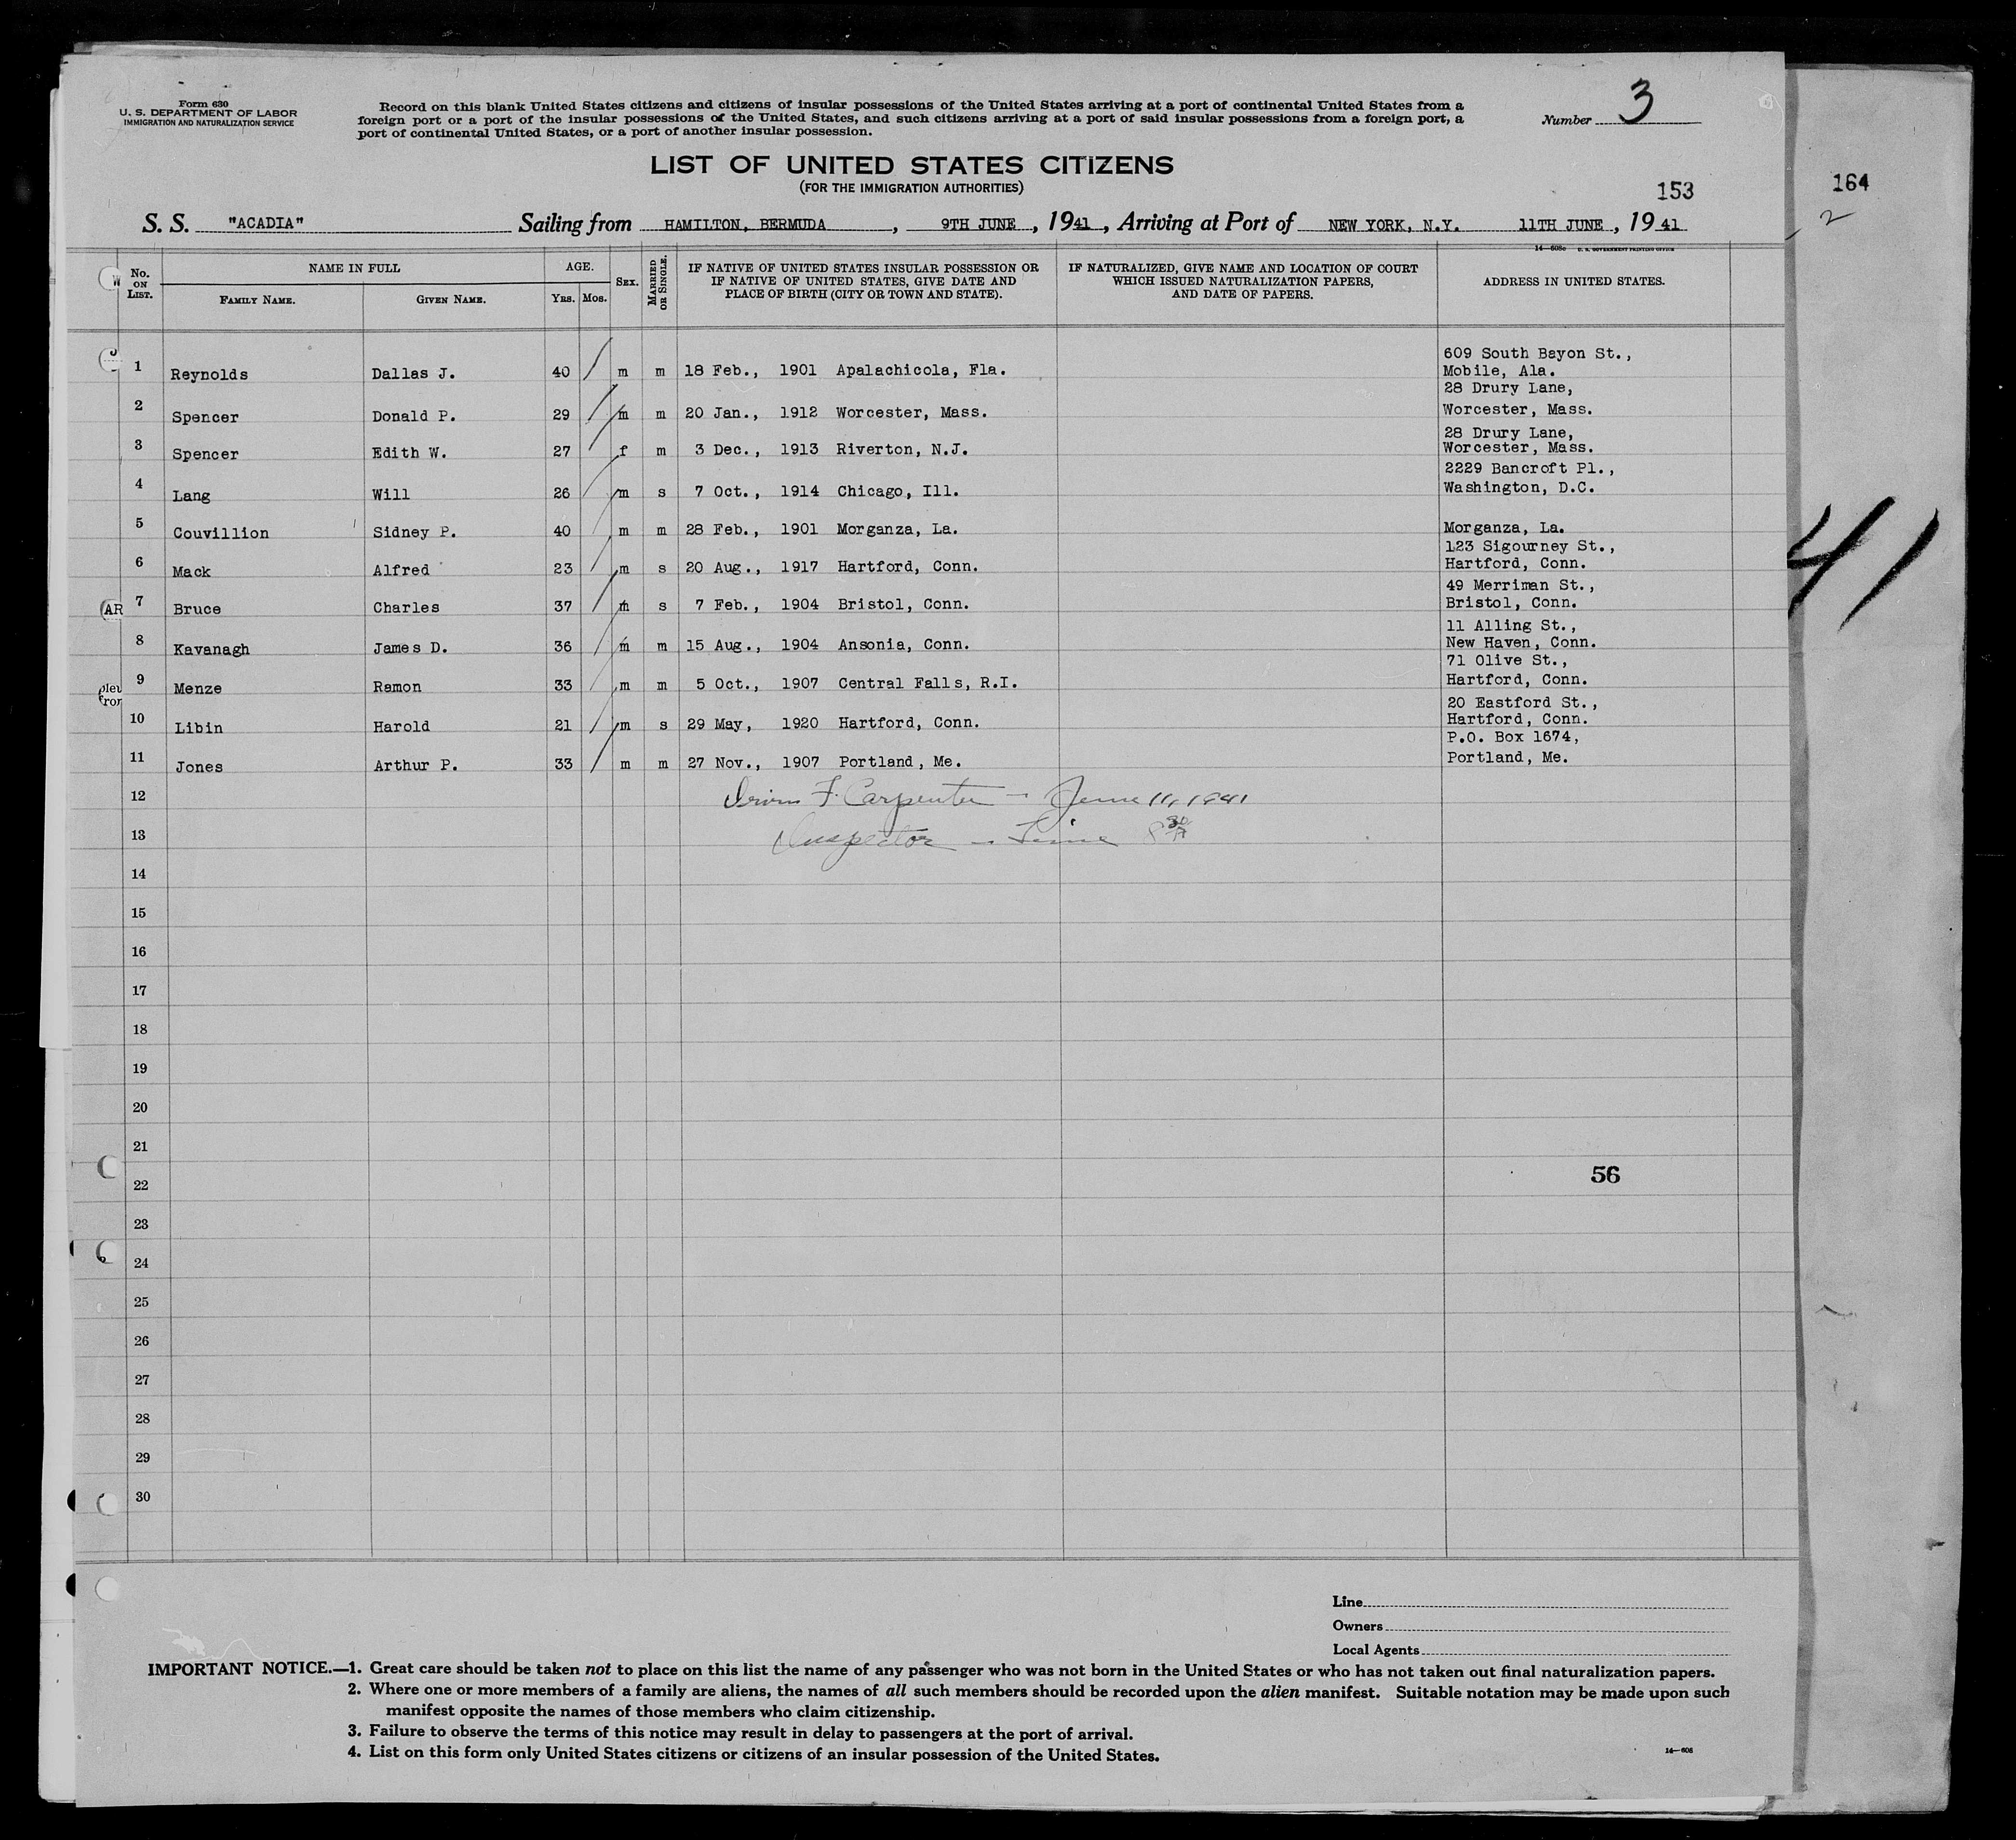 Form 630
U. S. DEPARTMENT OF LABOR
IMMIGRATION AND NATURALIZATION SERVICE
Record on this blank United States citizens and citizens of insular possessions of the United States arriving at a port of continental United States from a
foreign port or a port of the insular possessions of the United States, and such citizens arriving at a port of said insular possessions from a foreign port, a
port of continental United States, or a port of another insular possession.
Number 3
LIST OF UNITED STATES CITIZENS
(FOR THE IMMIGRATION AUTHORITIES)
153
164
2
S. S. "ACADIA" Sailing from HAMILTON, BERMUDA, 9TH JUNE, 1941, Arriving at Port of NEW YORK, N.Y. 11TH JUNE, 1941
14—608c U. S. GOVERNMENT PRINTING OFFICE
No. ON LIST. NAME IN FULL AGE. SEX. MARRIED OR SINGLE. IF NATIVE OF UNITED STATES INSULAR POSSESSION OR
IF NATIVE OF UNITED STATES, GIVE DATE AND
PLACE OF BIRTH (CITY OR TOWN AND STATE).
IF NATURALIZED, GIVE NAME AND LOCATION OF COURT
WHICH ISSUED NATURALIZATION PAPERS,
AND DATE OF PAPERS.
ADDRESS IN UNITED STATES.
FAMILY NAME. GIVEN NAME. YRS. MOS.
609 South Bayon St.,
1 Reynolds Dallas J. 40 m m 18 Feb., 1901 Apalachicola, Fla. Mobile, Ala.
28 Drury Lane,
2 Spencer Donald P. 29 m m 20 Jan., 1912 Worcester, Mass. Worcester, Mass.
28 Drury Lane,
3 Spencer Edith W. 27 f m 3 Dec., 1913 Riverton, N.J. Worcester, Mass.
2229 Bancroft Pl.,
4 Lang Will 26 m s 7 Oct., 1914 Chicago, Ill. Washington, D.C.
5 Couvillion Sidney P. 40 m m 28 Feb., 1901 Morganza, La. Morganza, La.
123 Sigourney St.,
6 Mack Alfred 23 m s 20 Aug., 1917 Hartford, Conn. Hartford, Conn.
49 Merriman St.,
7 Bruce Charles 37 m s 7 Feb., 1904 Bristol, Conn. Bristol, Conn.
11 Alling St.,
8 Kavanagh James D. 36 m m 15 Aug., 1904 Ansonia, Conn. New Haven, Conn.
71 Olive St.,
9 Menze Ramon 33 m m 5 Oct., 1907 Central Falls, R.I. Hartford, Conn.
20 Eastford St.,
10 Libin Harold 21 m s 29 May, 1920 Hartford, Conn. Hartford, Conn.
P.O. Box 1674,
11 Jones Arthur P. 33 m m 27 Nov., 1907 Portland, Me. Portland, Me.
41
12 F. Carpenter — June 11, 1941
13 Inspector — Time 8 30 A
14
15
16
17
18
19
20
21
22
56
23
24
25
26
27
28
29
30
Line
Owners
Local Agents
IMPORTANT NOTICE.—1. Great care should be taken not to place on this list the name of any passenger who was not born in the United States or who has not taken out final naturalization papers.
2. Where one or more members of a family are aliens, the names of all such members should be recorded upon the alien manifest. Suitable notation may be made upon such
manifest opposite the names of those members who claim citizenship.
3. Failure to observe the terms of this notice may result in delay to passengers at the port of arrival.
4. List on this form only United States citizens or citizens of an insular possession of the United States.
14—608